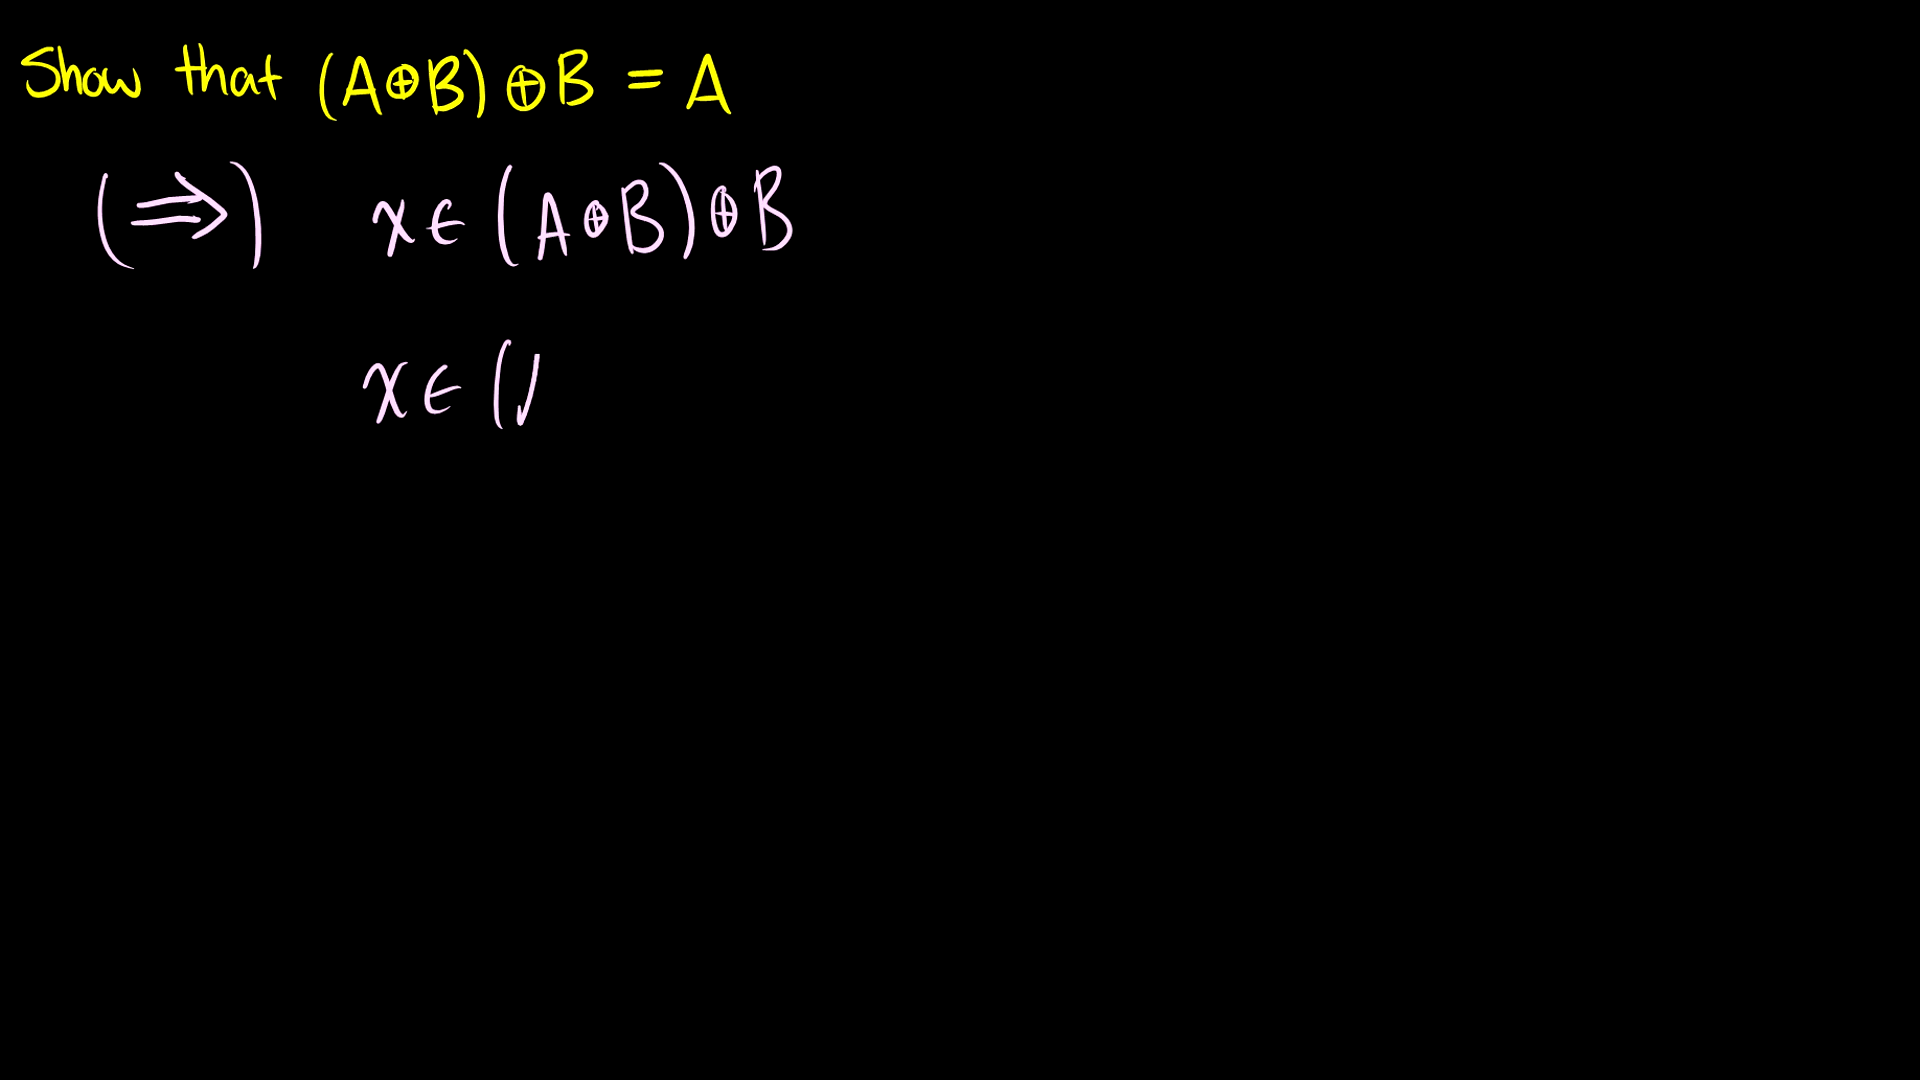 Show that (A⊕B)⊕B = A
(⇒) x∈(A⊕B)⊕B
x∈(